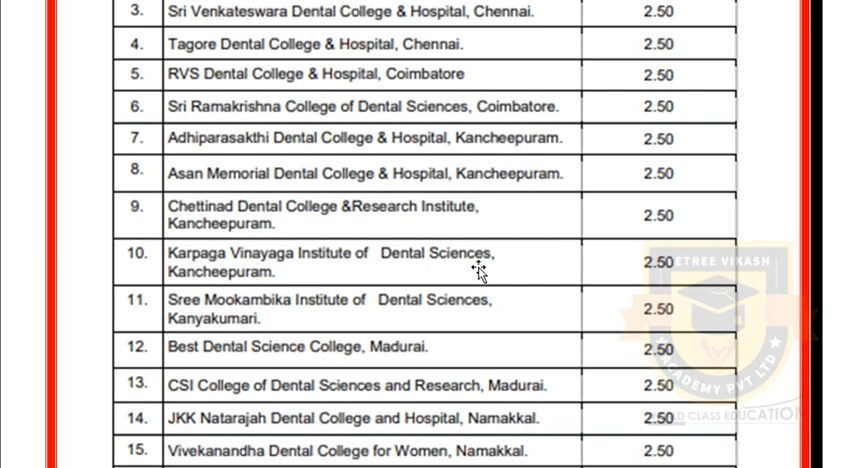 3. Sri Venkateswara Dental College & Hospital, Chennai. 2.50
4. Tagore Dental College & Hospital, Chennai. 2.50
5. RVS Dental College & Hospital, Coimbatore 2.50
6. Sri Ramakrishna College of Dental Sciences, Coimbatore. 2.50
7. Adhiparasakthi Dental College & Hospital, Kancheepuram. 2.50
8. Asan Memorial Dental College & Hospital, Kancheepuram. 2.50
9. Chettinad Dental College &Research Institute, 2.50
Kancheepuram.
10. Karpaga Vinayaga Institute of Dental Sciences, 2.50
Kancheepuram.
11. Sree Mookambika Institute of Dental Sciences, 2.50
Kanyakumari.
12. Best Dental Science College, Madurai. 2.50
13. CSI College of Dental Sciences and Research, Madurai. 2.50
14. JKK Natarajah Dental College and Hospital, Namakkal. 2.50
15. Vivekanandha Dental College for Women, Namakkal. 2.50
VIKASH
ACADEMY PVT LTD
CLASS EDUCATION